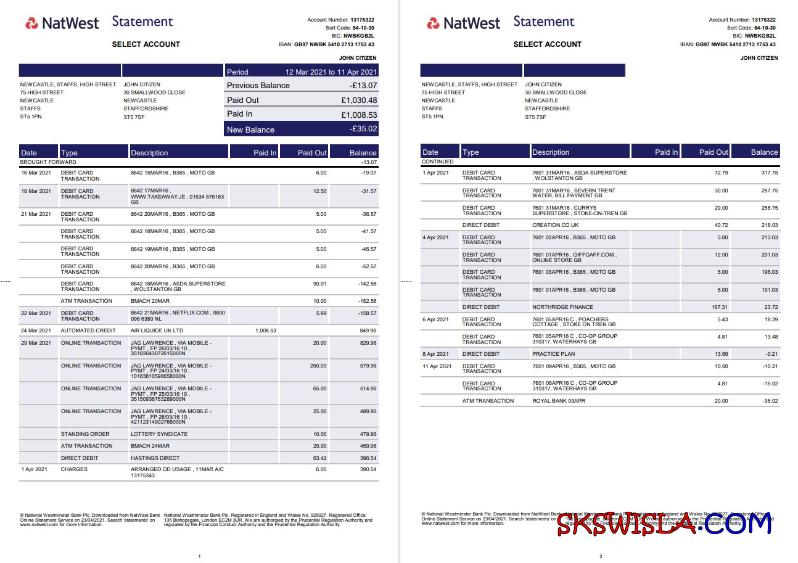 NatWest Statement
Account Number: 13175322
Sort Code: 54-10-30
BIC: NWBKGB2L
IBAN: GB97 NWBK 5410 2713 1753 43
SELECT ACCOUNT
JOHN CITIZEN
NEWCASTLE, STAFFS, HIGH STREET JOHN CITIZEN
75 HIGH STREET 30 SMALLWOOD CLOSE
NEWCASTLE NEWCASTLE
STAFFS STAFFORDSHIRE
ST5 1PN ST5 7SF
Period 12 Mar 2021 to 11 Apr 2021
Previous Balance -£13.07
Paid Out £1,030.48
Paid In £1,008.53
New Balance -£35.02
Date Type Description Paid In Paid Out Balance
BROUGHT FORWARD -13.07
16 Mar 2021 DEBIT CARD TRANSACTION 8642 15MAR16 , B365 , MOTO GB 6.00 -19.07
18 Mar 2021 DEBIT CARD TRANSACTION 8642 17MAR16 , WWW.TAKEAWAY.JE , 01534 876163 GB 12.50 -31.57
21 Mar 2021 DEBIT CARD TRANSACTION 8642 20MAR16 , B365 , MOTO GB 5.00 -36.57
DEBIT CARD TRANSACTION 8642 18MAR16 , B365 , MOTO GB 5.00 -41.57
DEBIT CARD TRANSACTION 8642 19MAR16 , B365 , MOTO GB 5.00 -46.57
DEBIT CARD TRANSACTION 8642 20MAR16 , B365 , MOTO GB 6.00 -52.57
DEBIT CARD TRANSACTION 8642 18MAR16 , ASDA SUPERSTORE , WOLSTANTON GB 90.01 -142.58
ATM TRANSACTION BMACH 20MAR 10.00 -152.58
22 Mar 2021 DEBIT CARD TRANSACTION 8642 21MAR16 , NETFLIX.COM , 0800 096 6380 NL 5.99 -158.57
24 Mar 2021 AUTOMATED CREDIT AIR LIQUIDE UK LTD 1,008.53 849.96
29 Mar 2021 ONLINE TRANSACTION JAG LAWRENCE , VIA MOBILE - PYMT , FP 26/03/16 10 , 20.00 829.96
ONLINE TRANSACTION JAG LAWRENCE , VIA MOBILE - PYMT , FP 24/03/16 10 , 250.00 579.96
ONLINE TRANSACTION JAG LAWRENCE , VIA MOBILE - PYMT , FP 25/03/16 10 , 65.00 514.96
ONLINE TRANSACTION JAG LAWRENCE , VIA MOBILE - PYMT , FP 28/03/16 10 , 25.00 489.96
STANDING ORDER LOTTERY SYNDICATE 10.00 479.96
ATM TRANSACTION BMACH 24MAR 20.00 459.96
DIRECT DEBIT HASTINGS DIRECT 63.42 396.54
1 Apr 2021 CHARGES ARRANGED OD USAGE , 11MAR A/C 13175343 6.00 390.54
© National Westminster Bank Plc. Downloaded from NatWest Bank Online Statement Service on 23/04/2021. Search 'statements' on www.natwest.com for more information.
National Westminster Bank Plc. Registered in England and Wales No. 929027. Registered Office: 135 Bishopsgate, London EC2M 3UR. We are authorised by the Prudential Regulation Authority and regulated by the Financial Conduct Authority and the Prudential Regulation Authority.
1
NatWest Statement
Account Number: 13175322
Sort Code: 54-10-30
BIC: NWBKGB2L
IBAN: GB97 NWBK 5410 2713 1753 43
SELECT ACCOUNT
JOHN CITIZEN
NEWCASTLE, STAFFS, HIGH STREET JOHN CITIZEN
75 HIGH STREET 30 SMALLWOOD CLOSE
NEWCASTLE NEWCASTLE
STAFFS STAFFORDSHIRE
ST5 1PN ST5 7SF
Date Type Description Paid In Paid Out Balance
CONTINUED
1 Apr 2021 DEBIT CARD TRANSACTION 7601 31MAR16 , ASDA SUPERSTORE , WOLSTANTON GB 72.79 317.75
DEBIT CARD TRANSACTION 7601 31MAR16 , SEVERN TRENT WATER, BILL PAYMENT GB 30.00 287.75
DEBIT CARD TRANSACTION 7601 31MAR16 , CURRYS SUPERSTORE , STOKE-ON-TREN GB 29.00 258.75
DIRECT DEBIT CREATION.CO.UK 40.72 218.03
4 Apr 2021 DEBIT CARD TRANSACTION 7601 02APR16 , B365 , MOTO GB 5.00 213.03
DEBIT CARD TRANSACTION 7601 01APR16 , GIFFGAFF.COM , ONLINE STORE GB 12.00 201.03
DEBIT CARD TRANSACTION 7601 03APR16 , B365 , MOTO GB 5.00 196.03
DEBIT CARD TRANSACTION 7601 01APR16 , B365 , MOTO GB 5.00 191.03
DIRECT DEBIT NORTHRIDGE FINANCE 167.31 23.72
6 Apr 2021 DEBIT CARD TRANSACTION 7601 05APR16 C , POACHERS COTTAGE , STOKE ON TREN GB 5.43 18.29
DEBIT CARD TRANSACTION 7601 05APR16 , CO-OP GROUP 310317, WATERHAYS GB 4.81 13.48
8 Apr 2021 DIRECT DEBIT PRACTICE PLAN 13.69 -0.21
11 Apr 2021 DEBIT CARD TRANSACTION 7601 09APR16 , B365 , MOTO GB 10.00 -10.21
DEBIT CARD TRANSACTION 7601 08APR16 C , CO-OP GROUP 310317, WATERHAYS GB 4.81 -15.02
ATM TRANSACTION ROYAL BANK 09APR 20.00 -35.02
© National Westminster Bank Plc. Downloaded from NatWest Bank Online Statement Service on 23/04/2021. Search 'statements' on www.natwest.com for more information.
SKSWISLA.COM
2